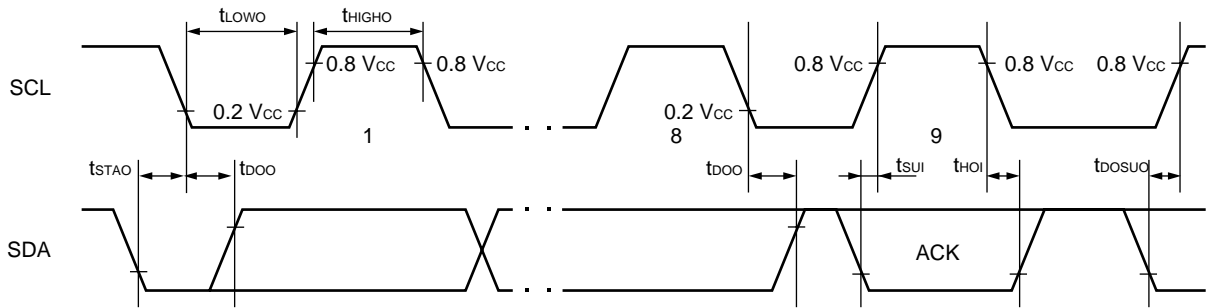 tLOWO tHIGHO
SCL 0.8 VCC 0.8 VCC 0.8 VCC 0.8 VCC 0.8 VCC
0.2 VCC 0.2 VCC
1 8 9
tSTAO tDOO tDOO tSUI tHOI tDOSUO
SDA ACK